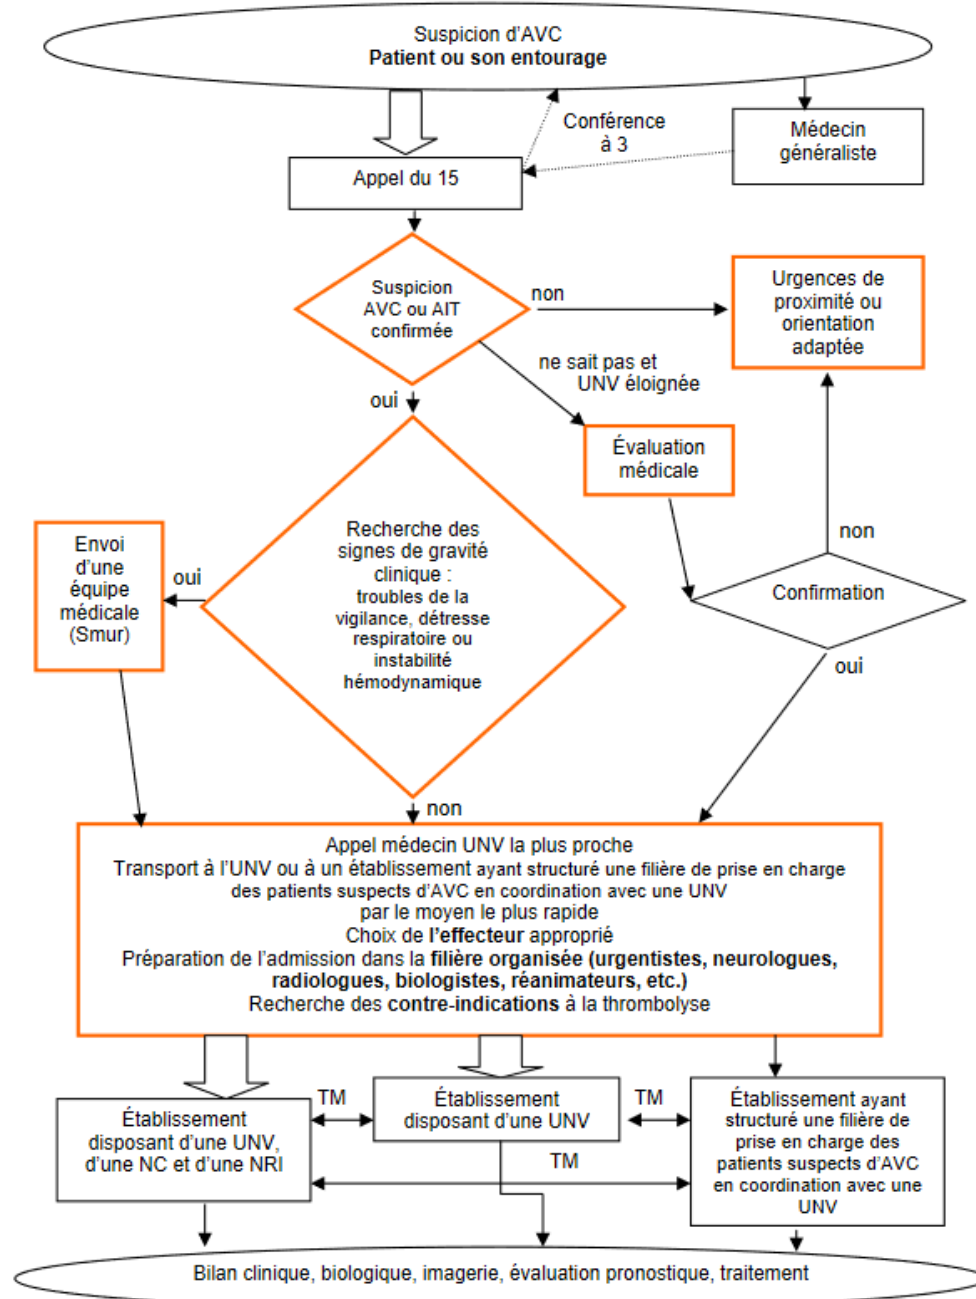 Suspicion d'AVC
Patient ou son entourage
Conférence
à 3
Médecin
généraliste
Appel du 15
Suspicion
AVC ou AIT
confirmée
non
Urgences de
proximité ou
orientation
adaptée
ne sait pas et
UNV éloignée
oui
Évaluation
médicale
Recherche des
signes de gravité
clinique :
troubles de la
vigilance, détresse
respiratoire ou
instabilité
hémodynamique
Envoi
d'une
équipe
médicale
(Smur)
oui
non
Confirmation
oui
non
Appel médecin UNV la plus proche
Transport à l'UNV ou à un établissement ayant structuré une filière de prise en charge
des patients suspects d'AVC en coordination avec une UNV
par le moyen le plus rapide
Choix de l'effecteur approprié
Préparation de l'admission dans la filière organisée (urgentistes, neurologues,
radiologues, biologistes, réanimateurs, etc.)
Recherche des contre-indications à la thrombolyse
Établissement
disposant d'une UNV,
d'une NC et d'une NRI
TM
Établissement
disposant d'une UNV
TM
TM
Établissement ayant
structuré une filière de
prise en charge des
patients suspects d'AVC
en coordination avec une
UNV
Bilan clinique, biologique, imagerie, évaluation pronostique, traitement